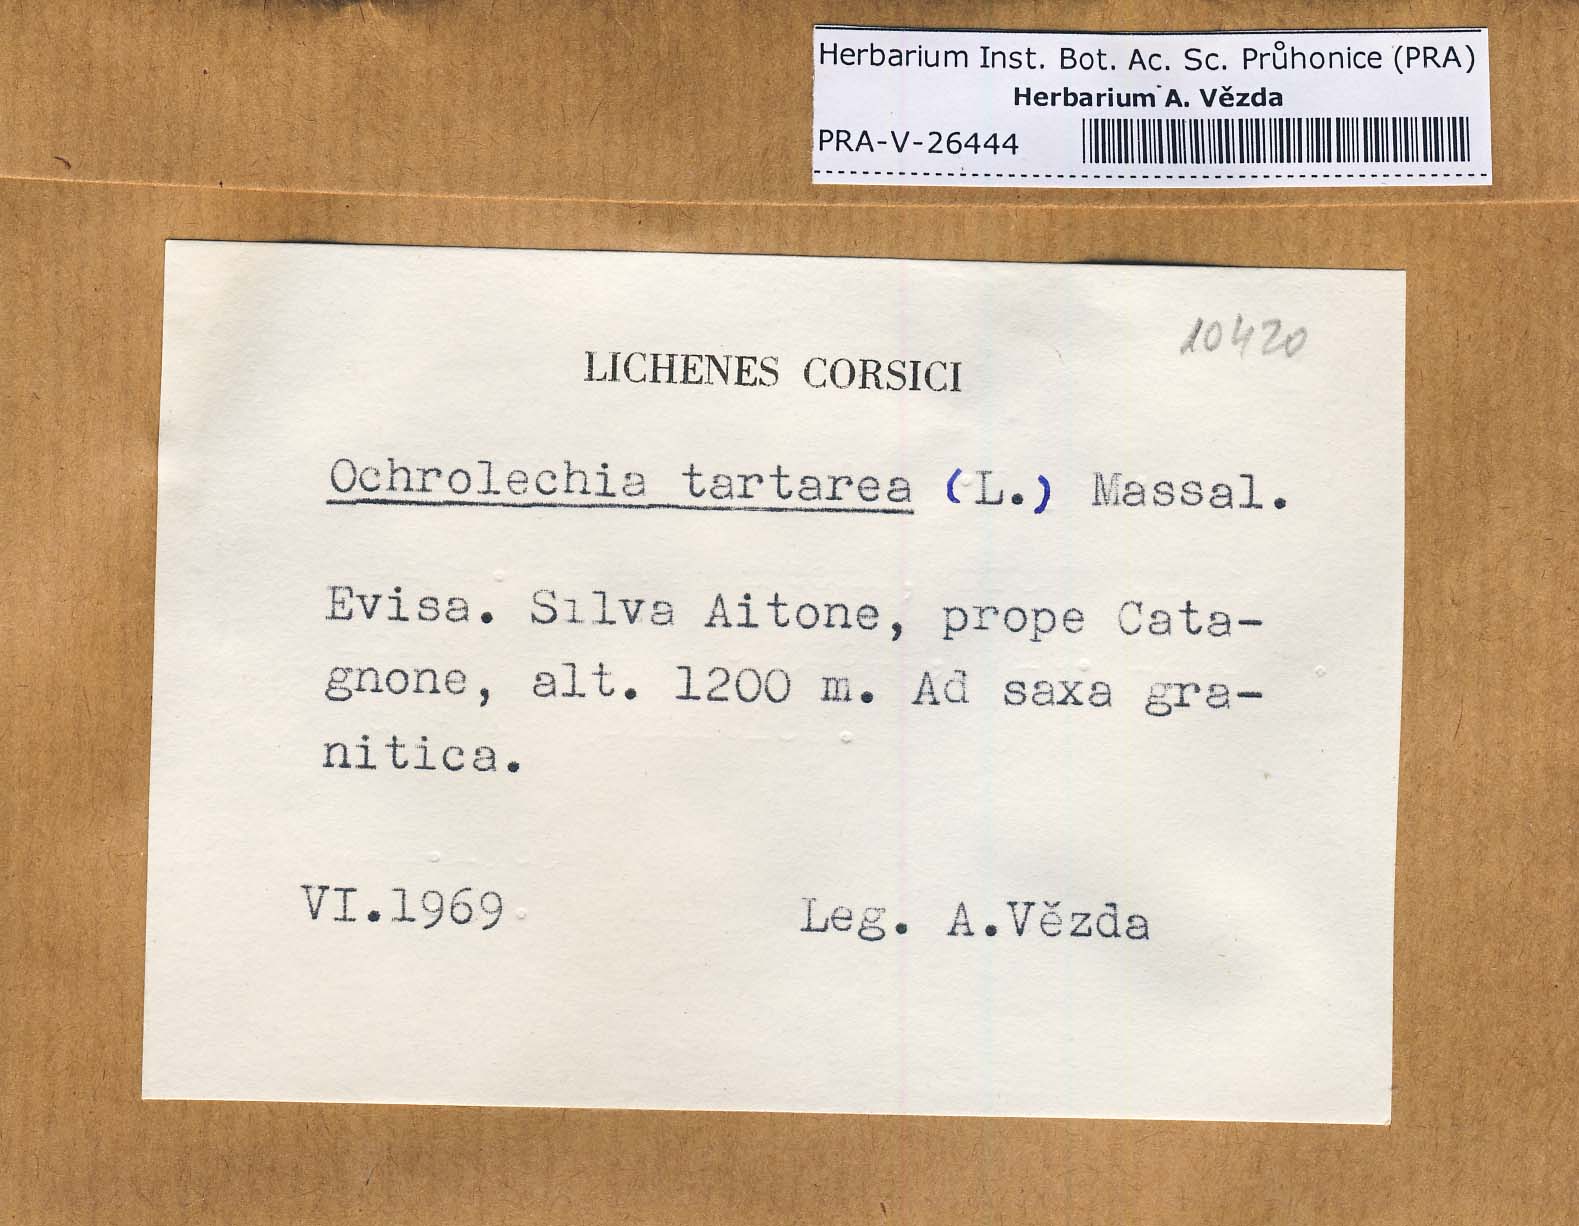 Herbarium Inst. Bot. Ac. Sc. Průhonice (PRA)
Herbarium A. Vězda
PRA-V-26444
10420
LICHENES CORSICI
Ochrolechia tartarea (L.) Massal.
Evisa. Silva Aitone, prope Cata-
gnone, alt. 1200 m. Ad saxa gra-
nitica.
VI.1969
Leg. A.Vězda